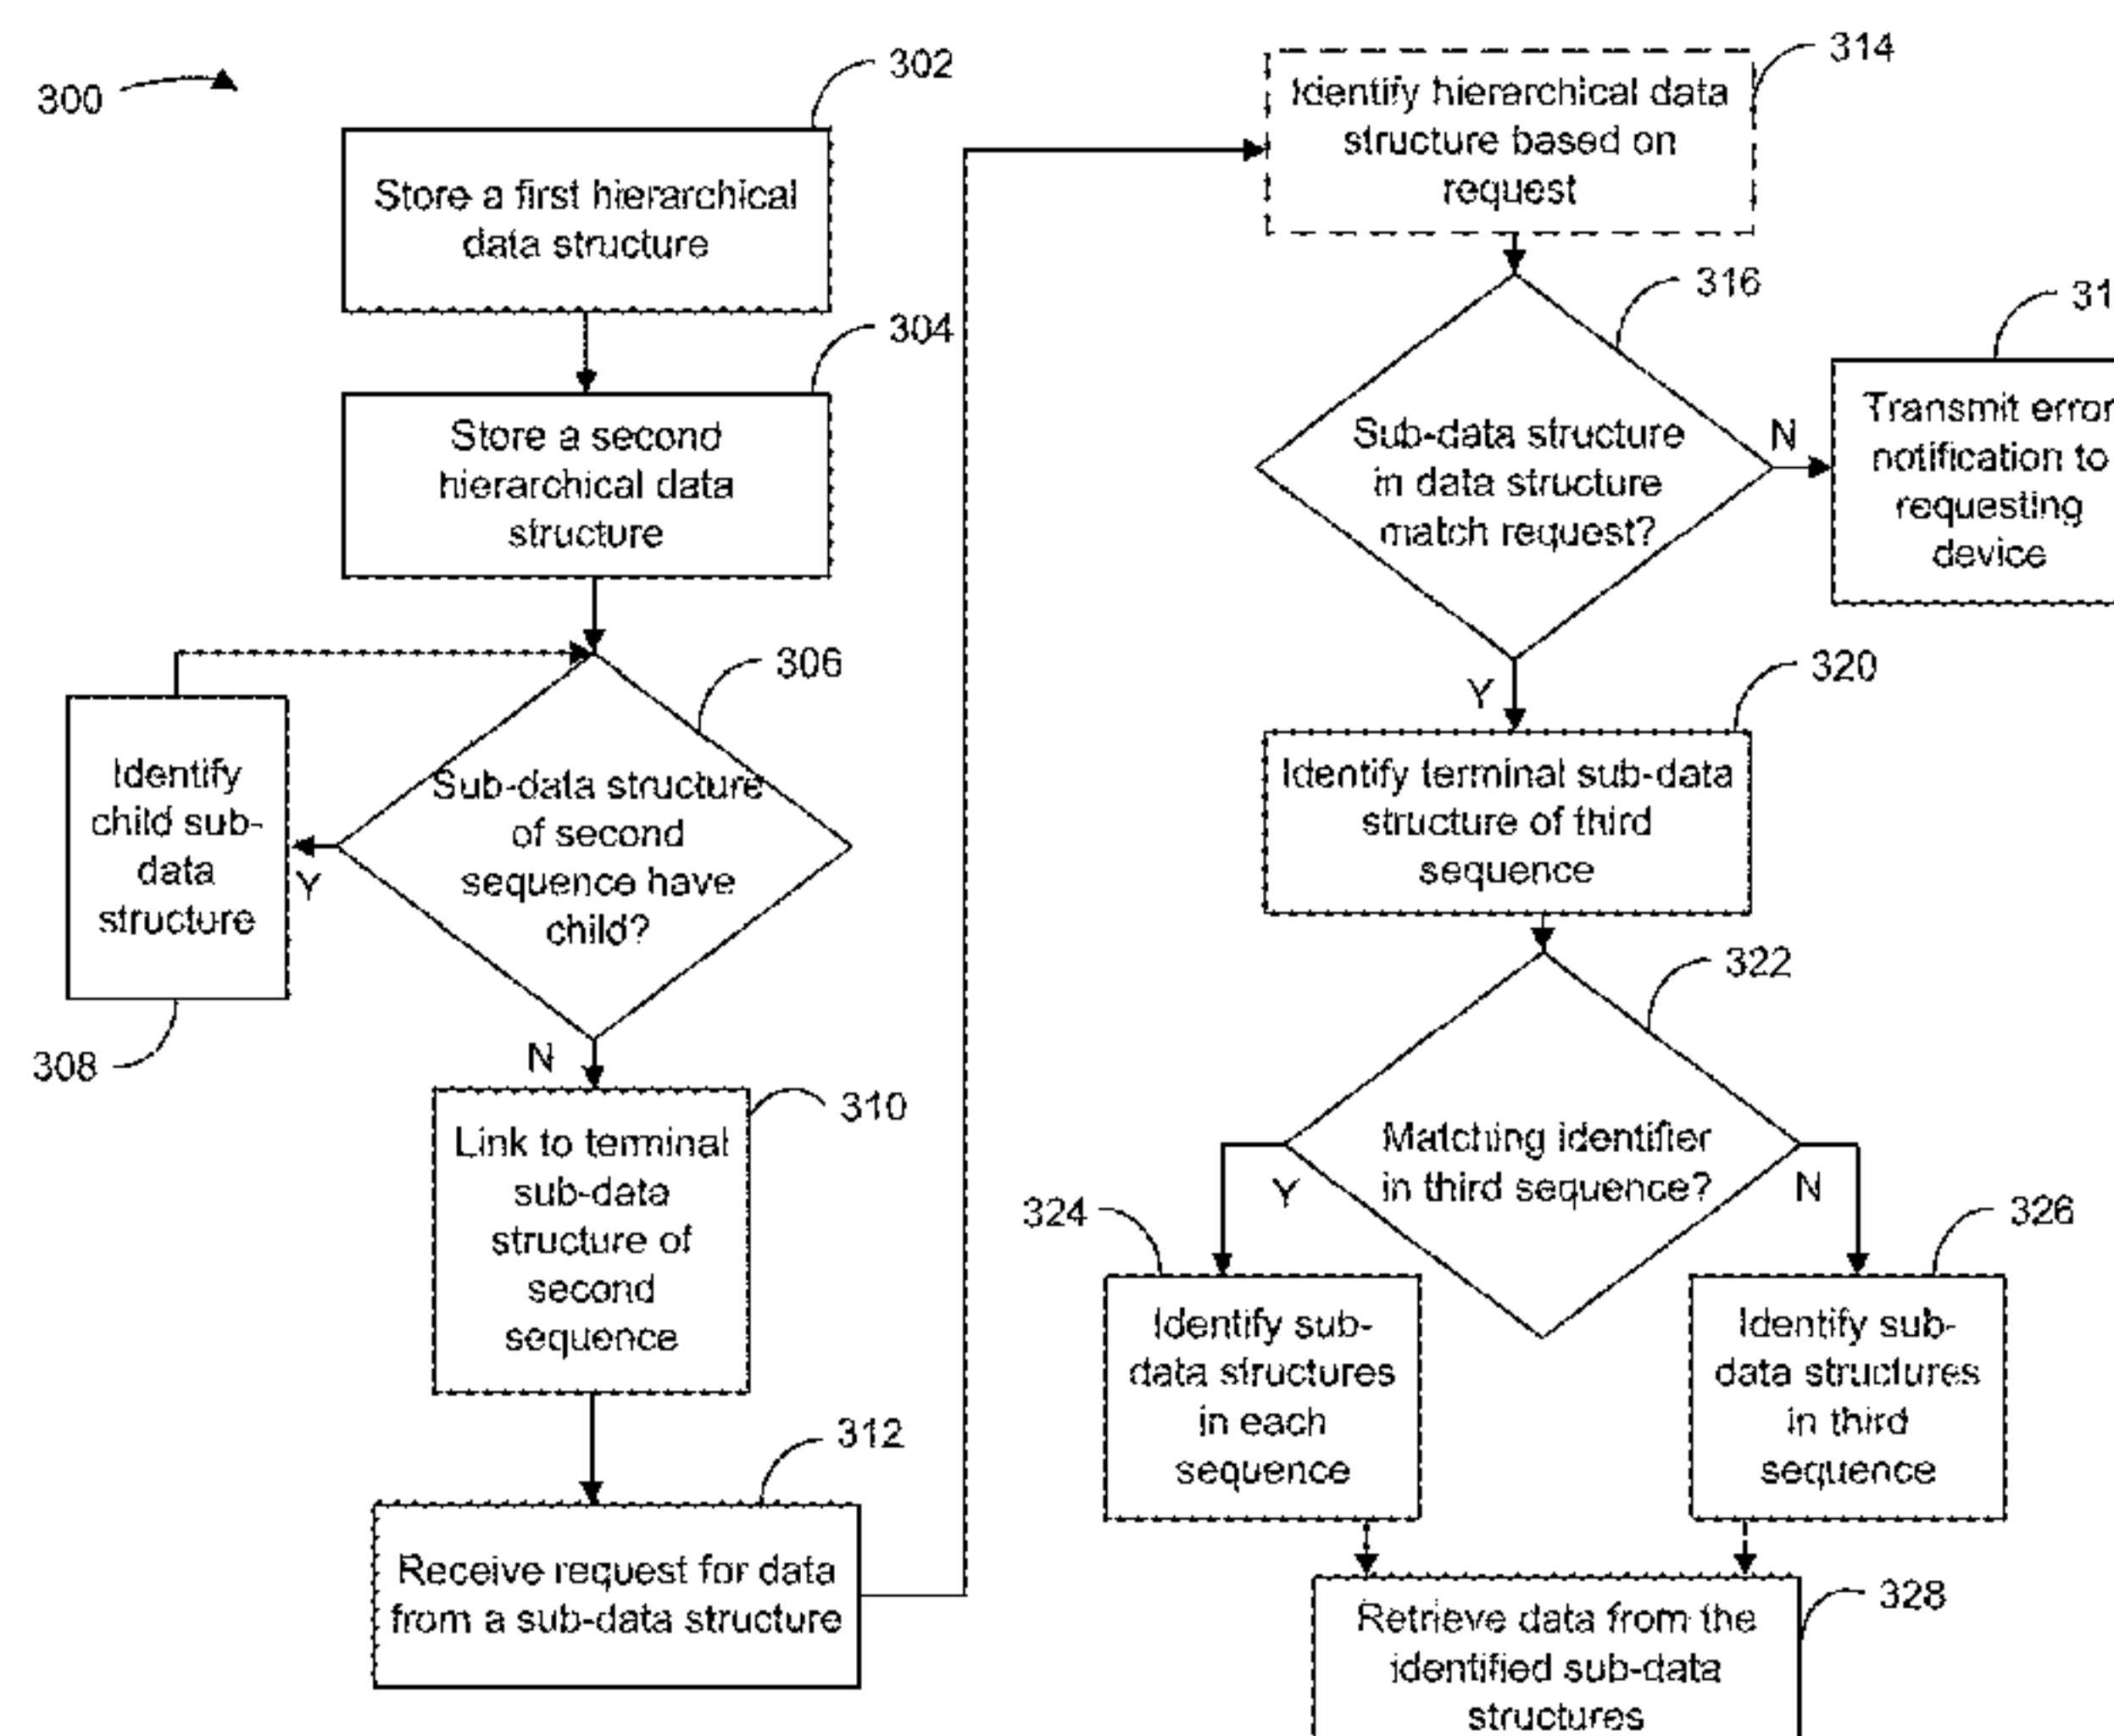 300
302
Store a first hierarchical
data structure
304
Store a second
hierarchical data
structure
306
Sub-data structure
of second
sequence have
child?
Y
Identify
child sub-
data
structure
308
N
310
Link to terminal
sub-data
structure of
second
sequence
312
Receive request for data
from a sub-data structure
314
Identify hierarchical data
structure based on
request
316
Sub-data structure
in data structure
match request?
N
31
Transmit error
notification to
requesting
device
Y
320
Identify terminal sub-data
structure of third
sequence
322
Matching identifier
in third sequence?
Y
N
324
Identify sub-
data structures
in each
sequence
326
Identify sub-
data structures
in third
sequence
328
Retrieve data from the
identified sub-data
structures